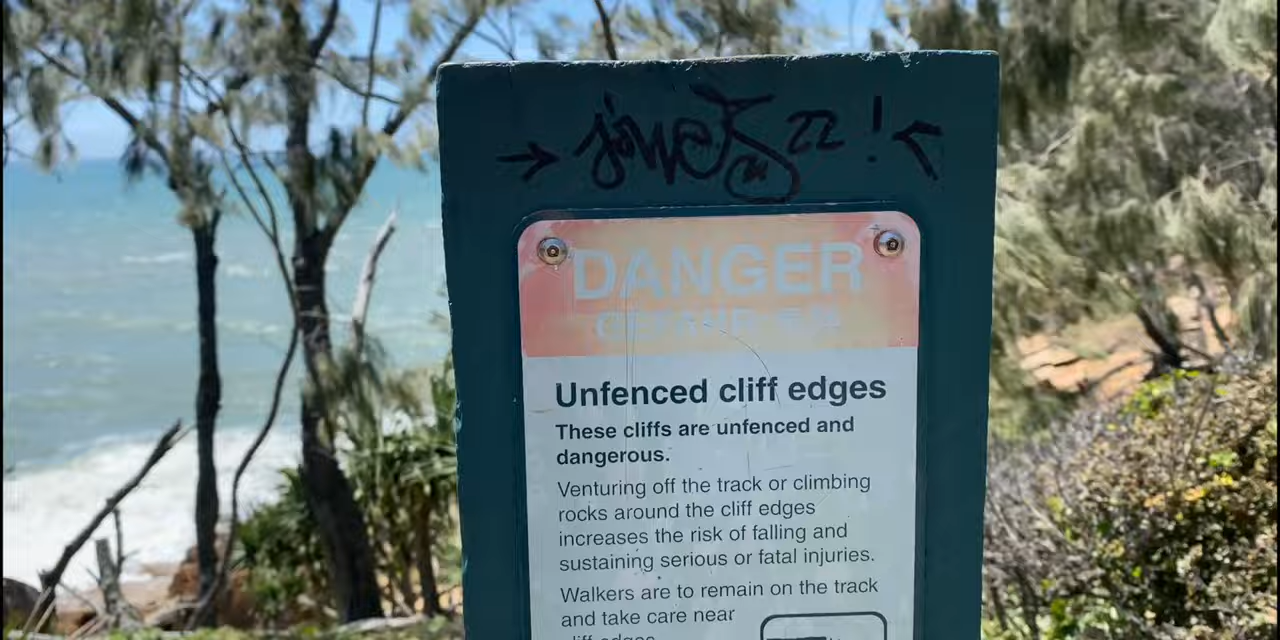 DANGER
Unfenced cliff edges
These cliffs are unfenced and
dangerous.
Venturing off the track or climbing
rocks around the cliff edges
increases the risk of falling and
sustaining serious or fatal injuries.
Walkers are to remain on the track
and take care near
cliff edges